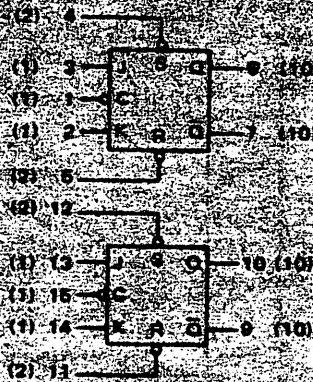 (2) 4
(1) 3 J S Q 6 (10)
(1) 1 C
(1) 2 K R Q 7 (10)
(2) 5
(2) 12
(1) 13 J S Q 10 (10)
(1) 15 C
(1) 14 K R Q̅ 9 (10)
(2) 11